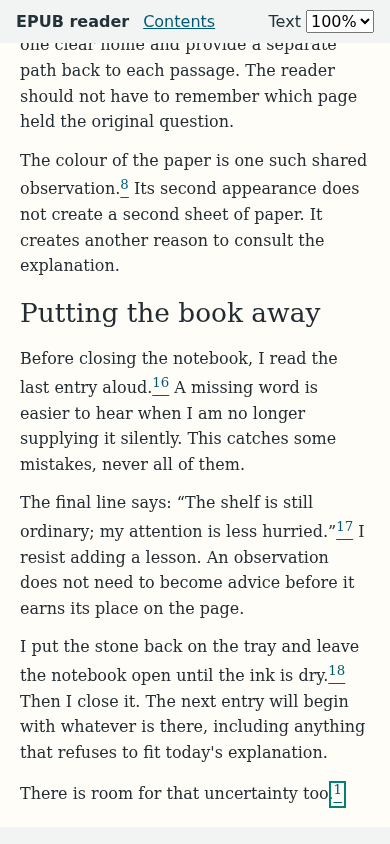 EPUB reader Contents Text 100%
one clear home and provide a separate
path back to each passage. The reader
should not have to remember which page
held the original question.
The colour of the paper is one such shared
observation.8 Its second appearance does
not create a second sheet of paper. It
creates another reason to consult the
explanation.
Putting the book away
Before closing the notebook, I read the
last entry aloud.16 A missing word is
easier to hear when I am no longer
supplying it silently. This catches some
mistakes, never all of them.
The final line says: “The shelf is still
ordinary; my attention is less hurried.”17 I
resist adding a lesson. An observation
does not need to become advice before it
earns its place on the page.
I put the stone back on the tray and leave
the notebook open until the ink is dry.18
Then I close it. The next entry will begin
with whatever is there, including anything
that refuses to fit today's explanation.
There is room for that uncertainty too.1